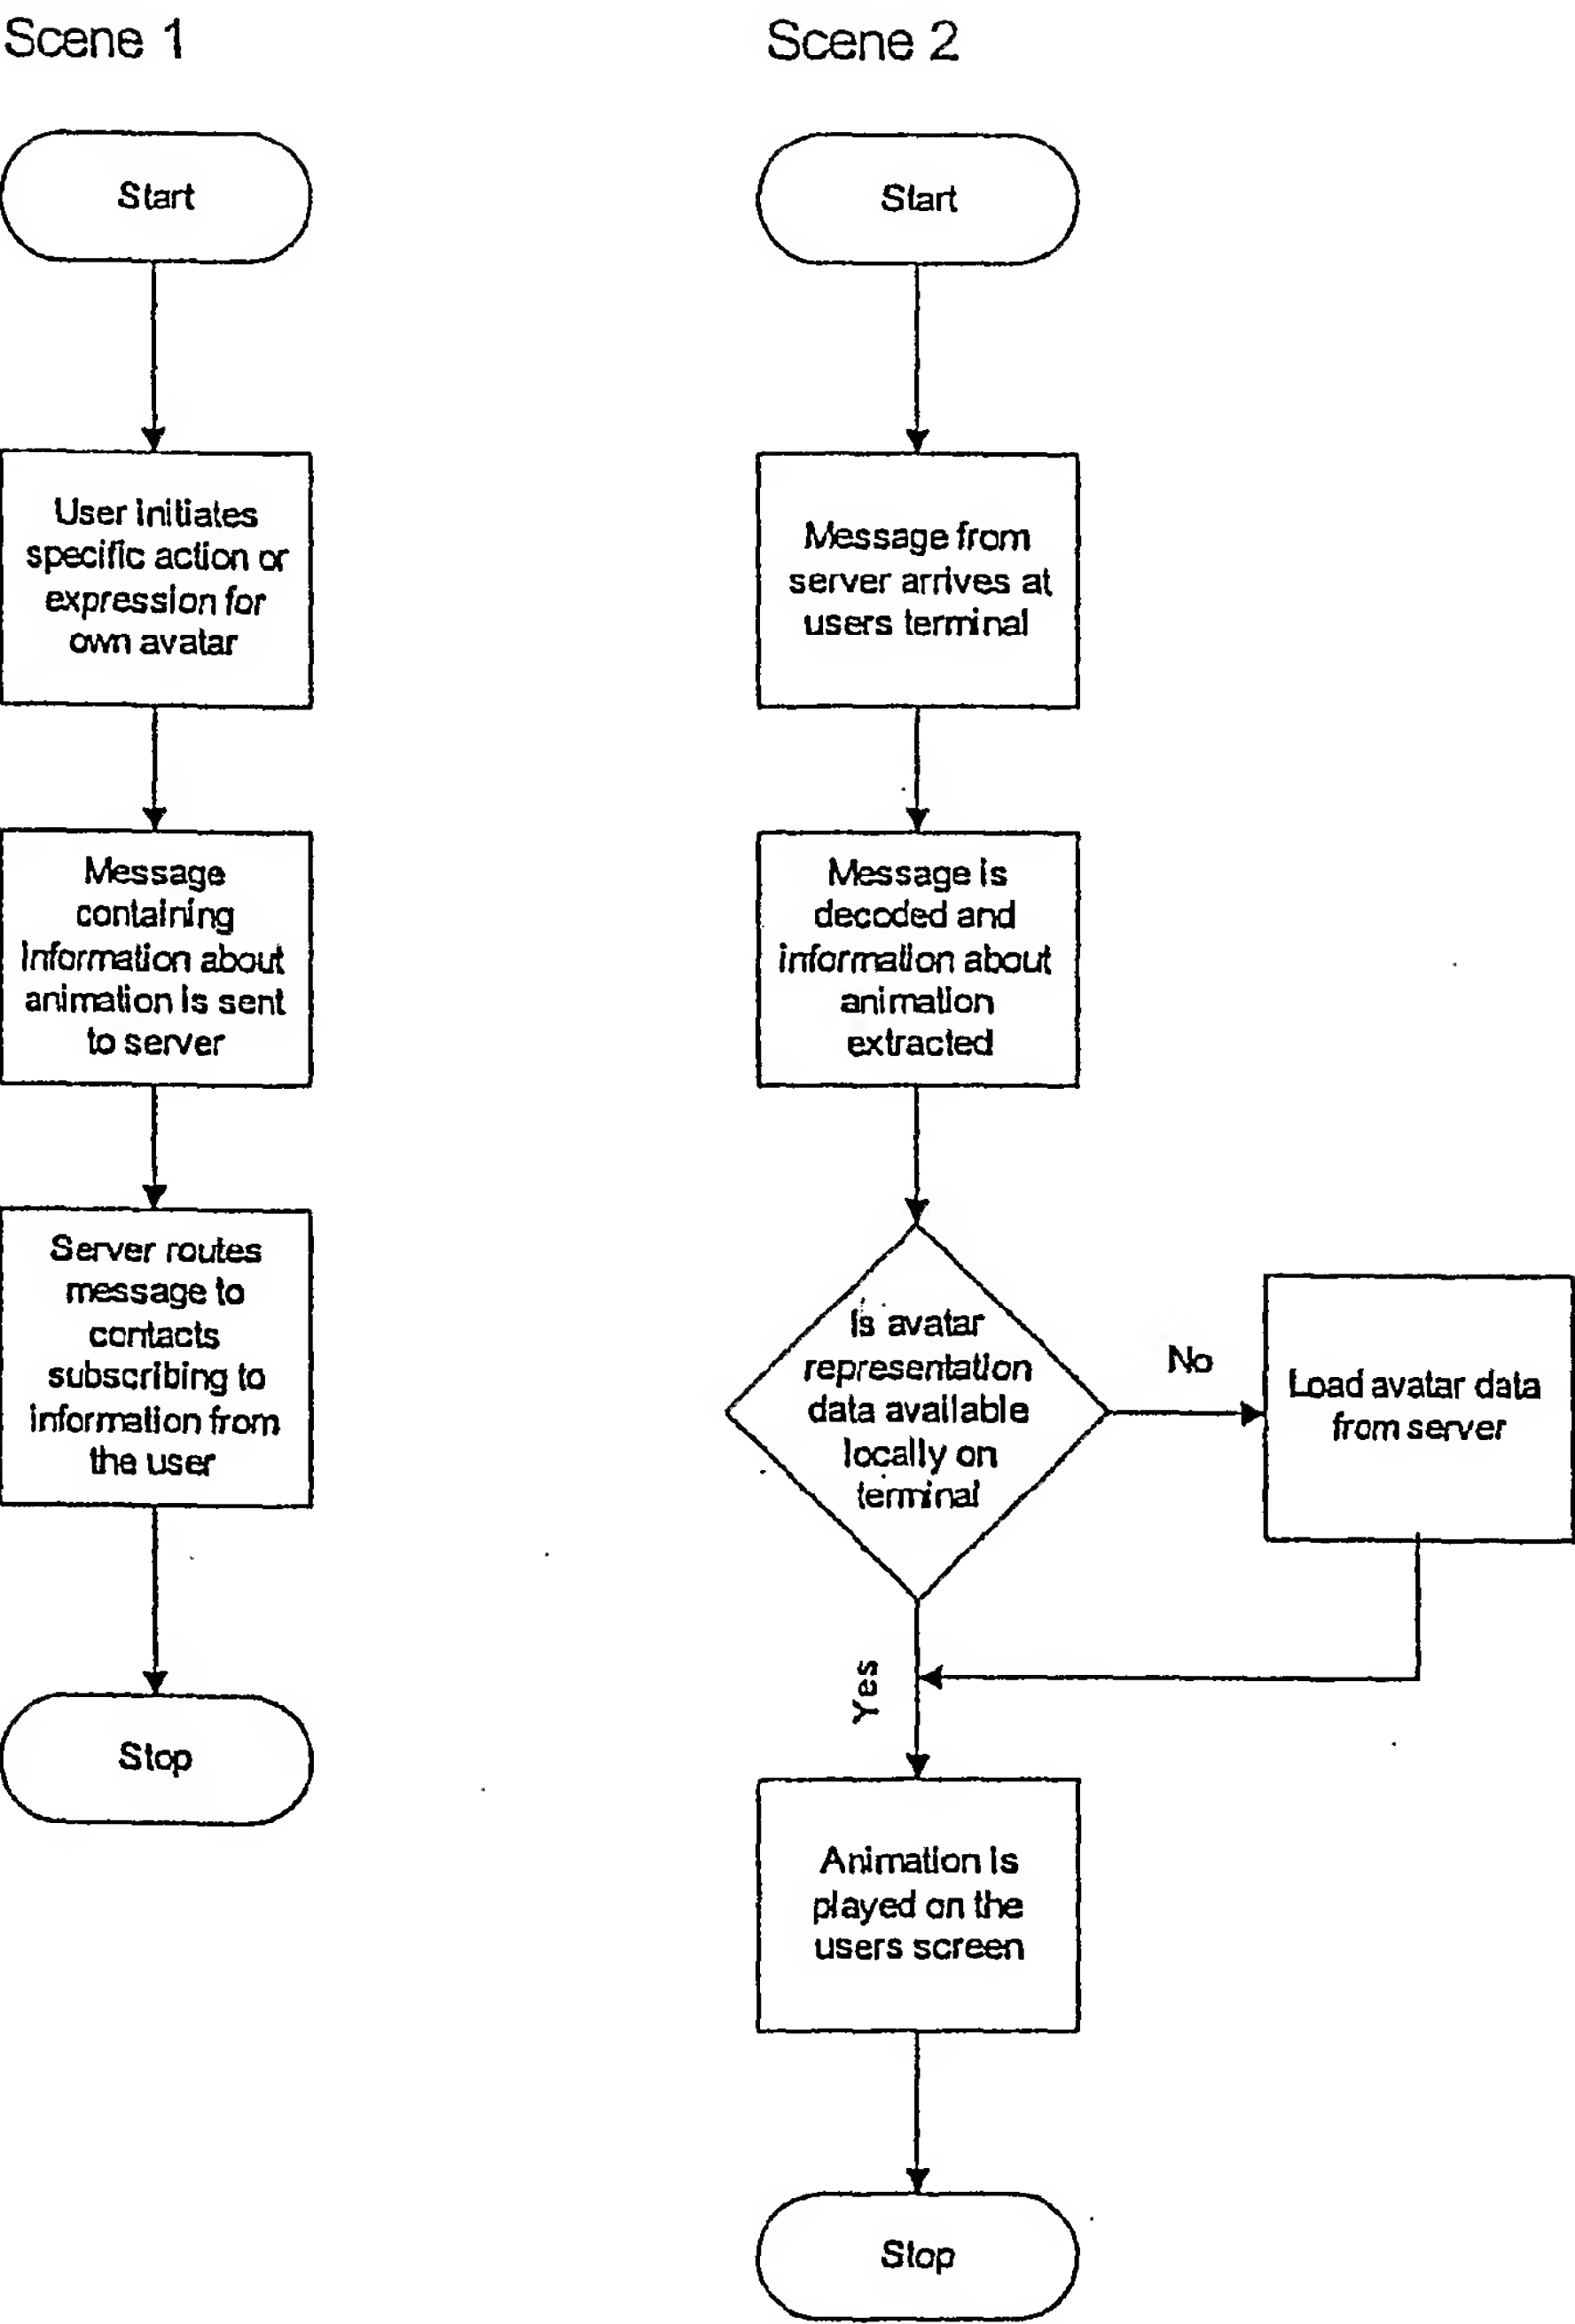 Scene 1
Start
User initiates
specific action or
expression for
own avatar
Message
containing
information about
animation is sent
to server
Server routes
message to
contacts
subscribing to
information from
the user
Stop
Scene 2
Start
Message from
server arrives at
users terminal
Message is
decoded and
information about
animation
extracted
Is avatar
representation
data available
locally on
terminal
No
Load avatar data
from server
Yes
Animation is
played on the
users screen
Stop